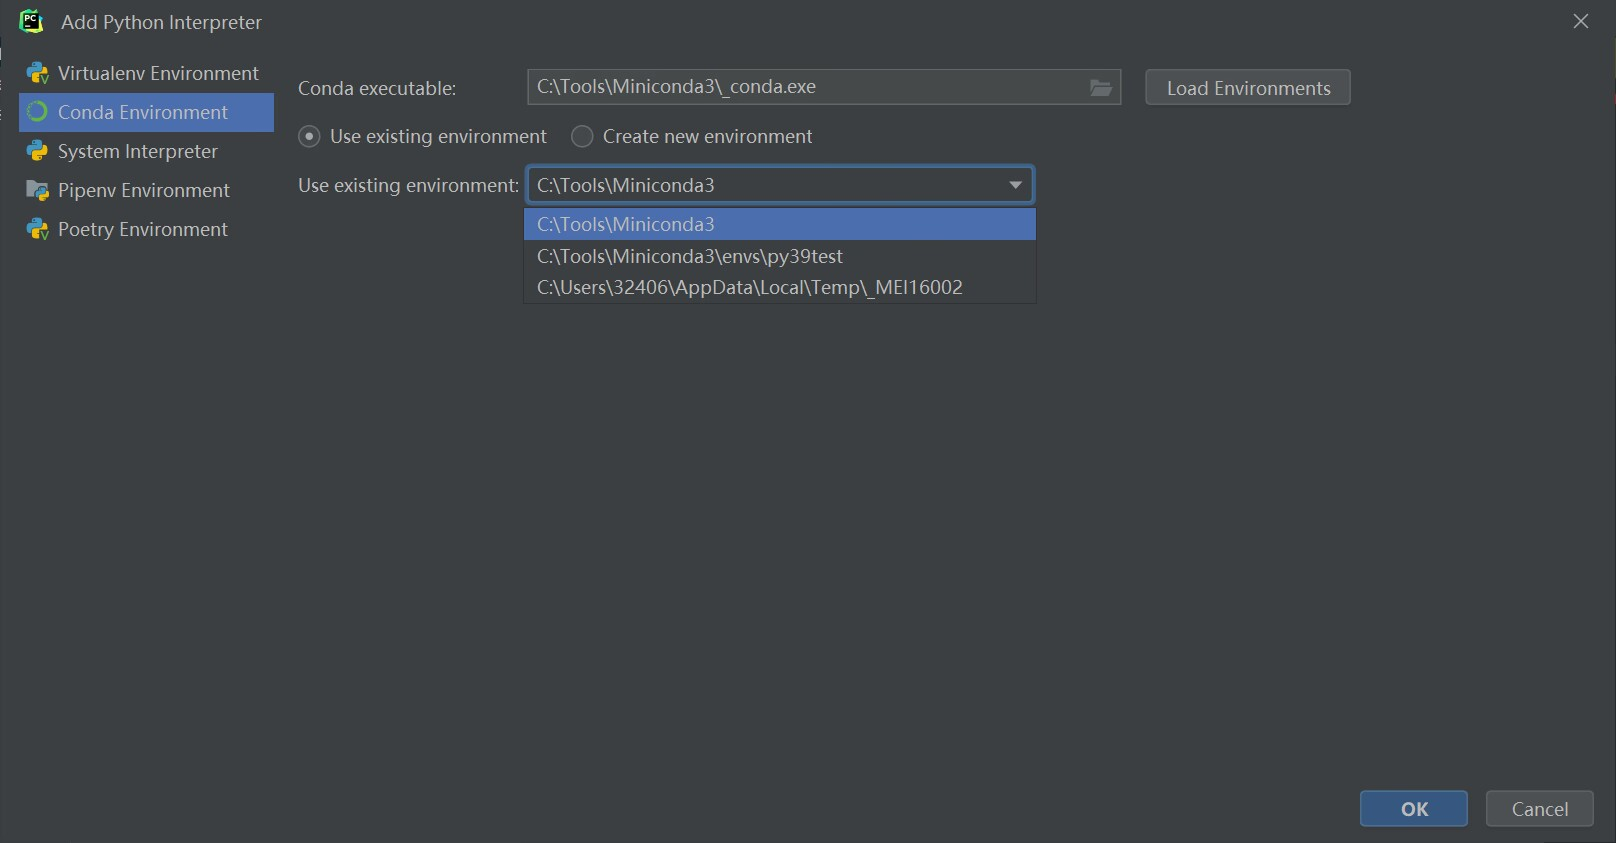 PC Add Python Interpreter
Virtualenv Environment
Conda Environment
System Interpreter
Pipenv Environment
Poetry Environment
Conda executable: C:\Tools\Miniconda3\_conda.exe Load Environments
Use existing environment Create new environment
Use existing environment: C:\Tools\Miniconda3
C:\Tools\Miniconda3
C:\Tools\Miniconda3\envs\py39test
C:\Users\32406\AppData\Local\Temp\_MEI16002
OK Cancel